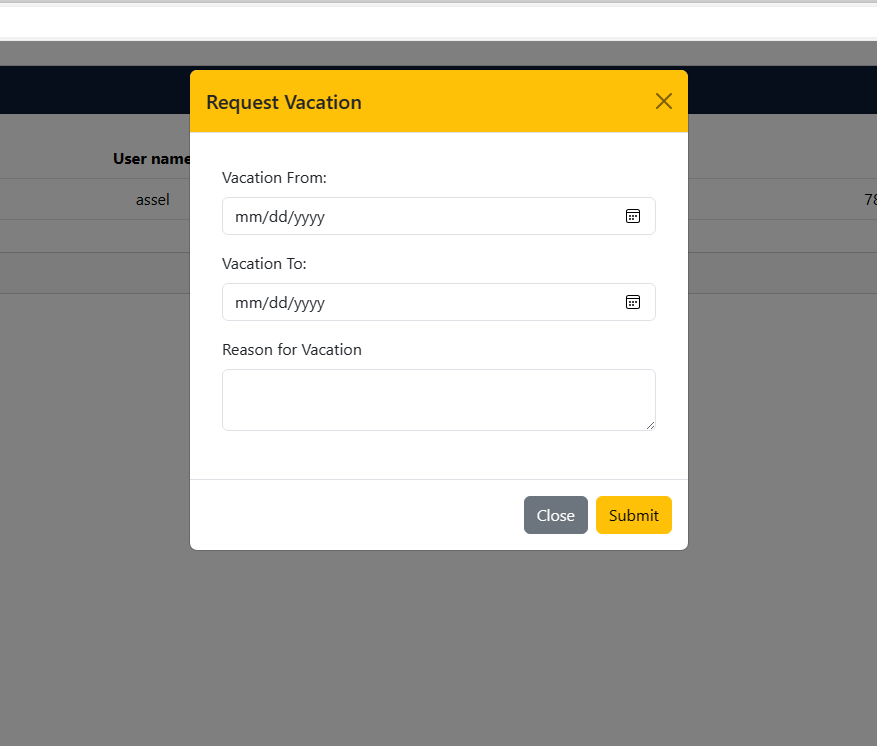 Request Vacation
User name
assel
78
Vacation From:
mm/dd/yyyy
Vacation To:
mm/dd/yyyy
Reason for Vacation
Close
Submit